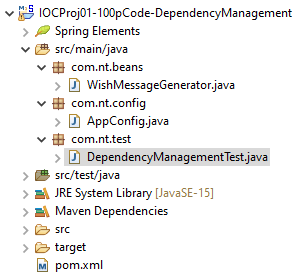 IOCProj01-100pCode-DependencyManagement
Spring Elements
src/main/java
com.nt.beans
WishMessageGenerator.java
com.nt.config
AppConfig.java
com.nt.test
DependencyManagementTest.java
src/test/java
JRE System Library [JavaSE-15]
Maven Dependencies
src
target
pom.xml